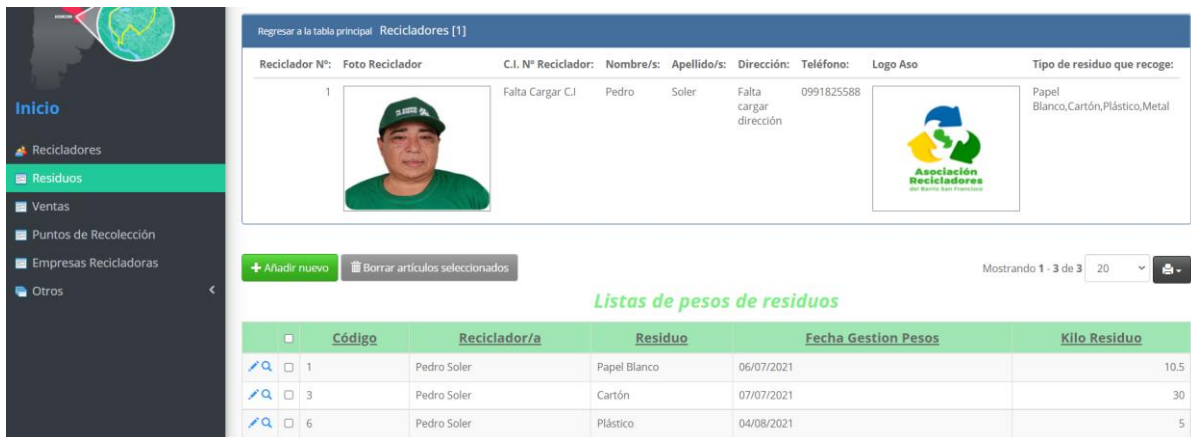 Regresar a la tabla principal Recicladores [1]
Reciclador Nº: Foto Reciclador C.I. Nº Reciclador: Nombre/s: Apellido/s: Dirección: Teléfono: Logo Aso Tipo de residuo que recoge:
1 Falta Cargar C.I Pedro Soler Falta cargar dirección 0991825588 Papel Blanco,Cartón,Plástico,Metal
Asociación
Recicladores
del Barrio San Francisco
Inicio
Recicladores
Residuos
Ventas
Puntos de Recolección
Empresas Recicladoras
Otros
Añadir nuevo Borrar artículos seleccionados Mostrando 1 - 3 de 3 20
Listas de pesos de residuos
Código Reciclador/a Residuo Fecha Gestion Pesos Kilo Residuo
1 Pedro Soler Papel Blanco 06/07/2021 10.5
3 Pedro Soler Cartón 07/07/2021 30
6 Pedro Soler Plástico 04/08/2021 5